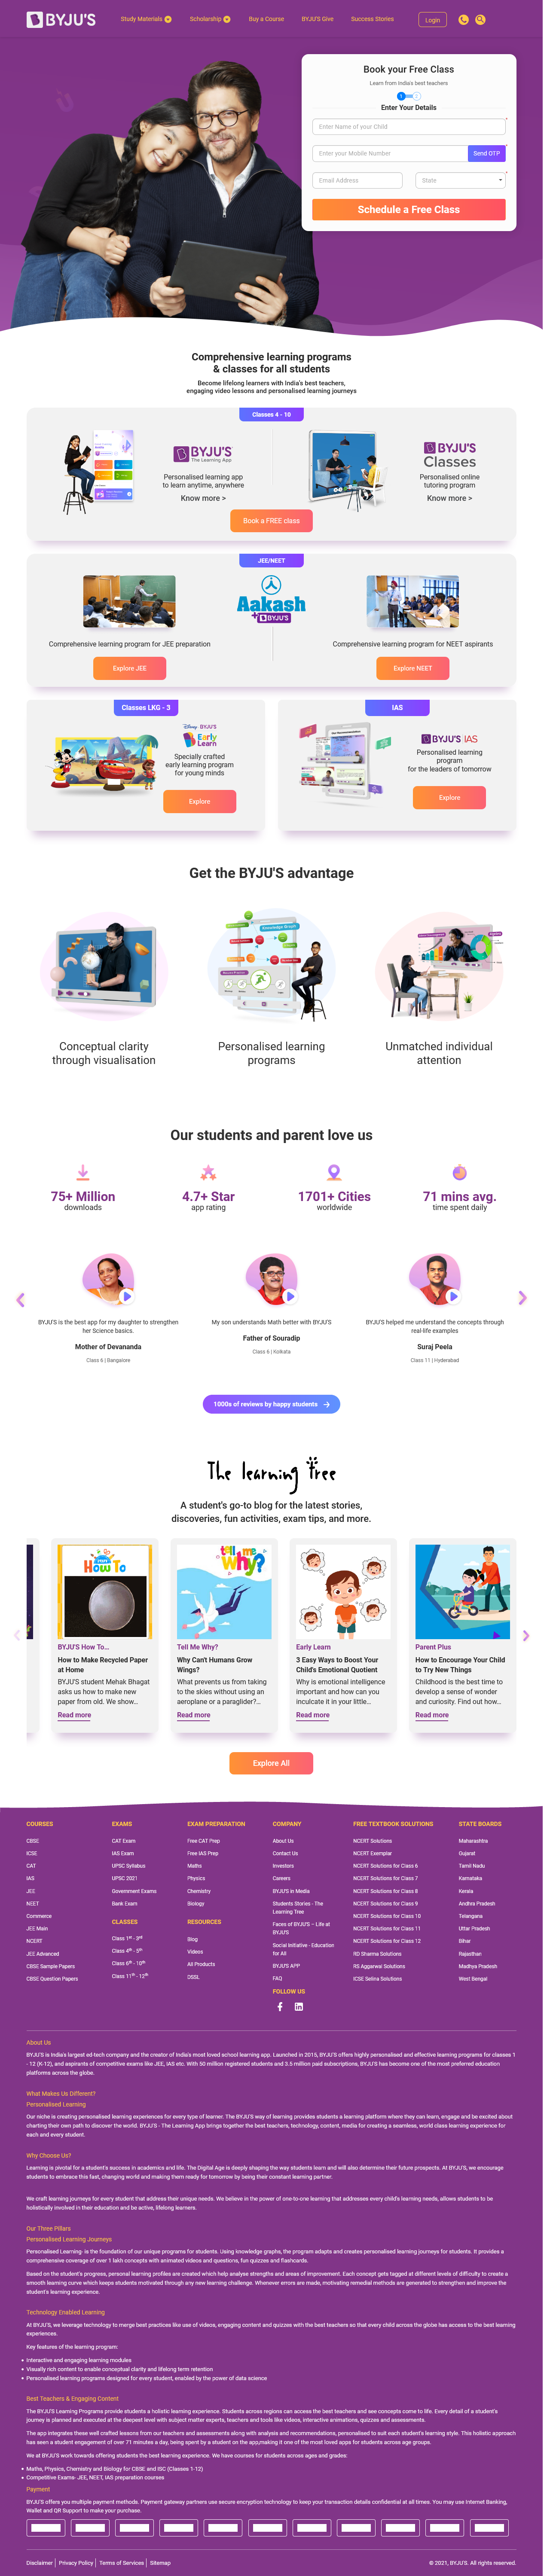 BYJU'S
Study Materials
Scholarship
Buy a Course
BYJU'S Give
Success Stories
Login
Book your Free Class
Learn from India's best teachers
1
Enter Your Details
Enter Name of your Child
Enter your Mobile Number
Send OTP
Email Address
State
Schedule a Free Class
Comprehensive learning programs
& classes for all students
Become lifelong learners with India's best teachers,
engaging video lessons and personalised learning journeys
Classes 4 - 10
BYJU'S
The Learning App
Personalised learning app
to learn anytime, anywhere
Know more >
BYJU'S
Classes
Personalised online
tutoring program
Know more >
Book a FREE class
JEE/NEET
Aakash
BYJU'S
Comprehensive learning program for JEE preparation
Explore JEE
Comprehensive learning program for NEET aspirants
Explore NEET
Classes LKG - 3
Disney BYJU'S
Early
Learn
Specially crafted
early learning program
for young minds
Explore
IAS
BYJU'S IAS
Personalised learning
program
for the leaders of tomorrow
Explore
Get the BYJU'S advantage
Knowledge Graph
Conceptual clarity
through visualisation
Personalised learning
programs
Unmatched individual
attention
Our students and parent love us
75+ Million
downloads
4.7+ Star
app rating
1701+ Cities
worldwide
71 mins avg.
time spent daily
BYJU'S is the best app for my daughter to strengthen
her Science basics.
Mother of Devananda
Class 6 | Bangalore
My son understands Math better with BYJU'S
Father of Souradip
Class 6 | Kolkata
BYJU'S helped me understand the concepts through
real-life examples
Suraj Peela
Class 11 | Hyderabad
1000s of reviews by happy students
The learning Tree
A student's go-to blog for the latest stories,
discoveries, fun activities, exam tips, and more.
How To
BYJU'S How To...
How to Make Recycled Paper
at Home
BYJU'S student Mehak Bhagat
asks us how to make new
paper from old. We show...
Read more
tell me
why?
Tell Me Why?
Why Can't Humans Grow
Wings?
What prevents us from taking
to the skies without using an
aeroplane or a paraglider?...
Read more
Early Learn
3 Easy Ways to Boost Your
Child's Emotional Quotient
Why is emotional intelligence
important and how can you
inculcate it in your little...
Read more
Parent Plus
How to Encourage Your Child
to Try New Things
Childhood is the best time to
develop a sense of wonder
and curiosity. Find out how...
Read more
Explore All
COURSES
CBSE
ICSE
CAT
IAS
JEE
NEET
Commerce
JEE Main
NCERT
JEE Advanced
CBSE Sample Papers
CBSE Question Papers
EXAMS
CAT Exam
IAS Exam
UPSC Syllabus
UPSC 2021
Government Exams
Bank Exam
CLASSES
Class 1st - 3rd
Class 4th - 5th
Class 6th - 10th
Class 11th - 12th
EXAM PREPARATION
Free CAT Prep
Free IAS Prep
Maths
Physics
Chemistry
Biology
RESOURCES
Blog
Videos
All Products
DSSL
COMPANY
About Us
Contact Us
Investors
Careers
BYJU'S in Media
Students Stories - The
Learning Tree
Faces of BYJU'S – Life at
BYJU'S
Social Initiative - Education
for All
BYJU'S APP
FAQ
FOLLOW US
FREE TEXTBOOK SOLUTIONS
NCERT Solutions
NCERT Exemplar
NCERT Solutions for Class 6
NCERT Solutions for Class 7
NCERT Solutions for Class 8
NCERT Solutions for Class 9
NCERT Solutions for Class 10
NCERT Solutions for Class 11
NCERT Solutions for Class 12
RD Sharma Solutions
RS Aggarwal Solutions
ICSE Selina Solutions
STATE BOARDS
Maharashtra
Gujarat
Tamil Nadu
Karnataka
Kerala
Andhra Pradesh
Telangana
Uttar Pradesh
Bihar
Rajasthan
Madhya Pradesh
West Bengal
About Us
BYJU'S is India's largest ed-tech company and the creator of India's most loved school learning app. Launched in 2015, BYJU'S offers highly personalised and effective learning programs for classes 1
- 12 (K-12), and aspirants of competitive exams like JEE, IAS etc. With 50 million registered students and 3.5 million paid subscriptions, BYJU'S has become one of the most preferred education
platforms across the globe.
What Makes Us Different?
Personalised Learning
Our niche is creating personalised learning experiences for every type of learner. The BYJU'S way of learning provides students a learning platform where they can learn, engage and be excited about
charting their own path to discover the world. BYJU'S - The Learning App brings together the best teachers, technology, content, media for creating a seamless, world class learning experience for
each and every student.
Why Choose Us?
Learning is pivotal for a student's success in academics and life. The Digital Age is deeply shaping the way students learn and will also determine their future prospects. At BYJU'S, we encourage
students to embrace this fast, changing world and making them ready for tomorrow by being their constant learning partner.
We craft learning journeys for every student that address their unique needs. We believe in the power of one-to-one learning that addresses every child's learning needs, allows students to be
holistically involved in their education and be active, lifelong learners.
Our Three Pillars
Personalised Learning Journeys
Personalised Learning is the foundation of our unique programs for students. Using knowledge graphs, the program adapts and creates personalised learning journeys for students. It provides a
comprehensive coverage of over 1 lakh concepts with animated videos and questions, fun quizzes and flashcards.
Based on the student's progress, personal learning profiles are created which help analyse strengths and areas of improvement. Each concept gets tagged at different levels of difficulty to create a
smooth learning curve which keeps students motivated through any new learning challenge. Whenever errors are made, motivating remedial methods are generated to strengthen and improve the
student's learning experience.
Technology Enabled Learning
At BYJU'S, we leverage technology to merge best practices like use of videos, engaging content and quizzes with the best teachers so that every child across the globe has access to the best learning
experiences.
Key features of the learning program:
Interactive and engaging learning modules
Visually rich content to enable conceptual clarity and lifelong term retention
Personalised learning programs designed for every student, enabled by the power of data science
Best Teachers & Engaging Content
The BYJU'S Learning Programs provide students a holistic learning experience. Students across regions can access the best teachers and see concepts come to life. Every detail of a student's
journey is planned and executed at the deepest level with subject matter experts, teachers and tools like videos, interactive animations, quizzes and assessments.
The app integrates these well crafted lessons from our teachers and assessments along with analysis and recommendations, personalised to suit each student's learning style. This holistic approach
has seen a student engagement of over 71 minutes a day, being spent by a student on the app,making it one of the most loved apps for students across age groups.
We at BYJU'S work towards offering students the best learning experience. We have courses for students across ages and grades:
Maths, Physics, Chemistry and Biology for CBSE and ISC (Classes 1-12)
Competitive Exams- JEE, NEET, IAS preparation courses
Payment
BYJU'S offers you multiple payment methods. Payment gateway partners use secure encryption technology to keep your transaction details confidential at all times. You may use Internet Banking,
Wallet and QR Support to make your purchase.
Disclaimer | Privacy Policy | Terms of Services | Sitemap
© 2021, BYJU'S. All rights reserved.